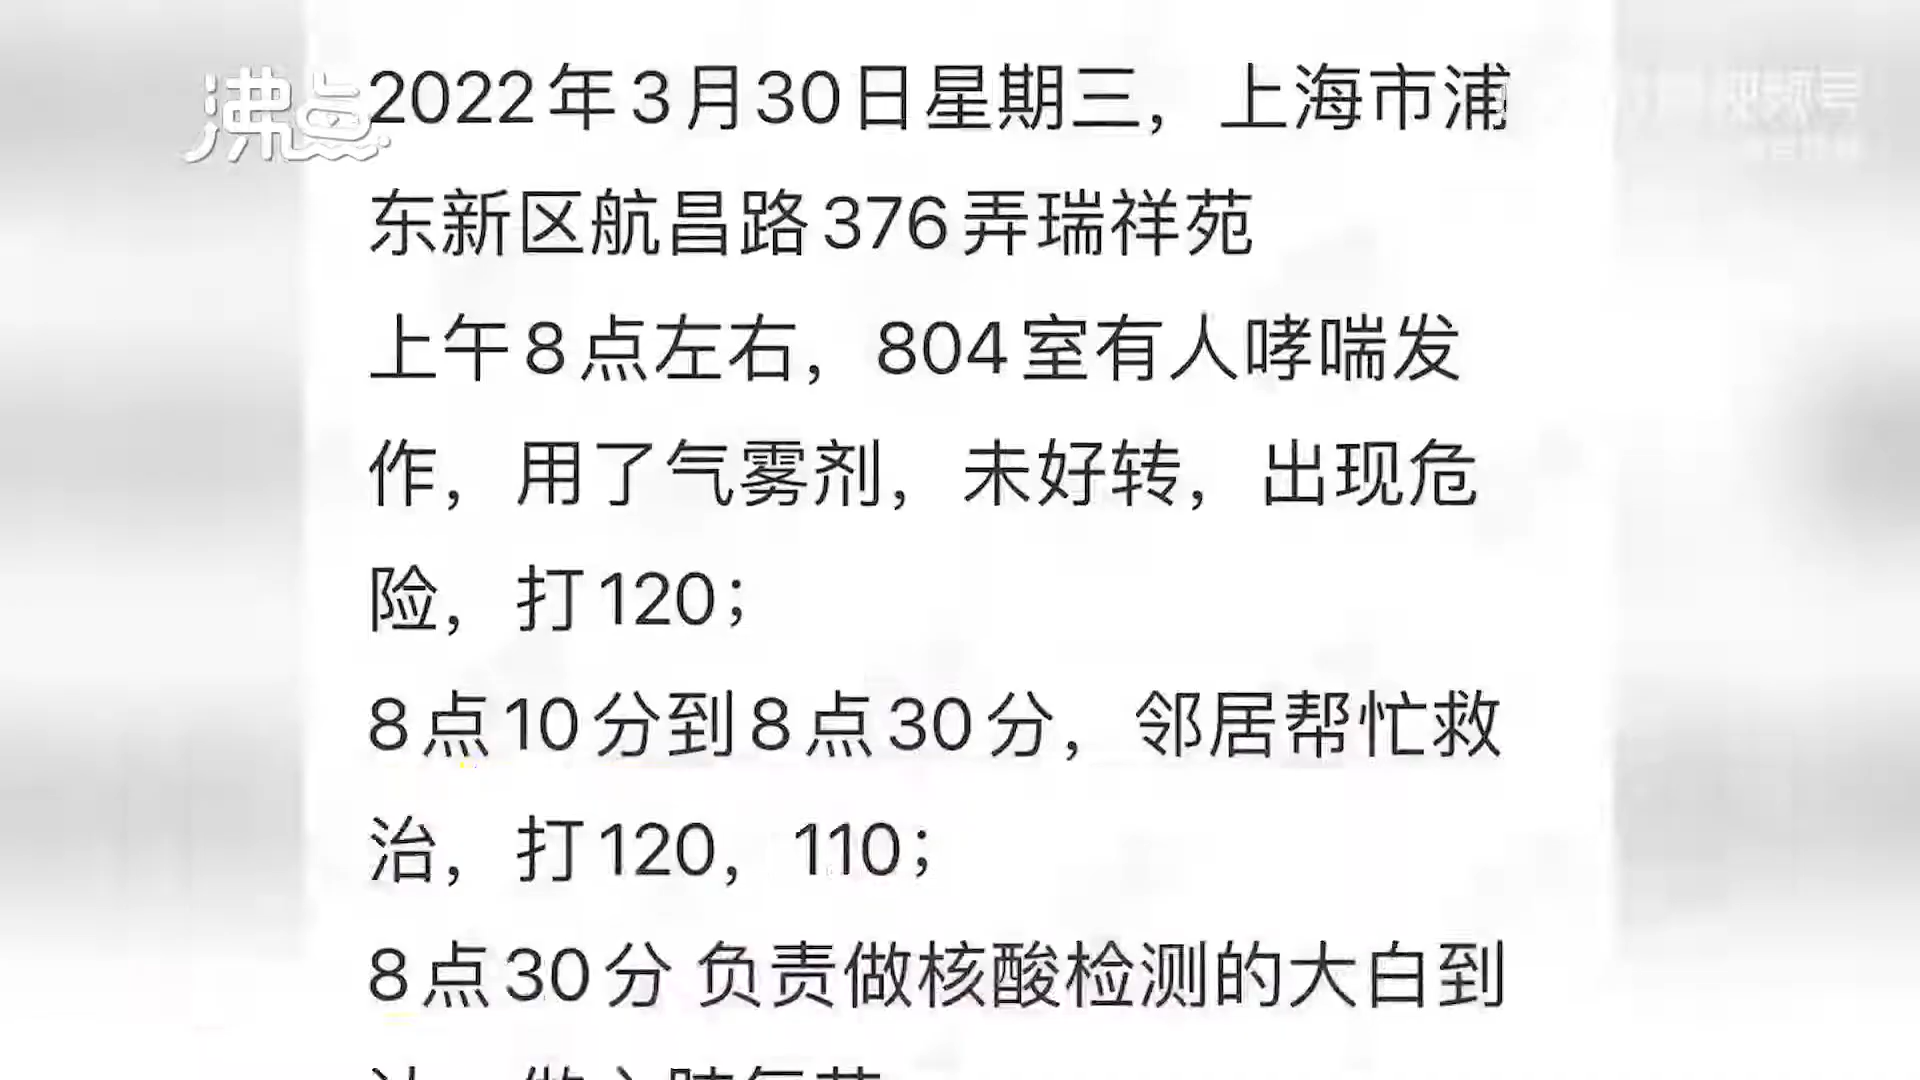 沸点
2022年3月30日星期三，上海市浦
东新区航昌路376弄瑞祥苑
上午8点左右，804室有人哮喘发
作，用了气雾剂，未好转，出现危
险，打120；
8点10分到8点30分，邻居帮忙救
治，打120，110；
8点30分 负责做核酸检测的大白到